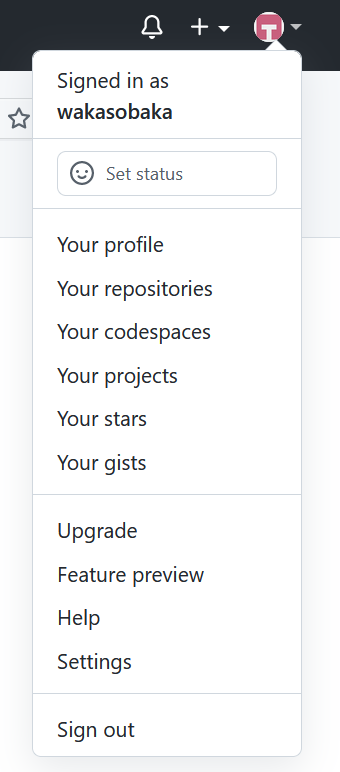 Signed in as
wakasobaka
Set status
Your profile
Your repositories
Your codespaces
Your projects
Your stars
Your gists
Upgrade
Feature preview
Help
Settings
Sign out